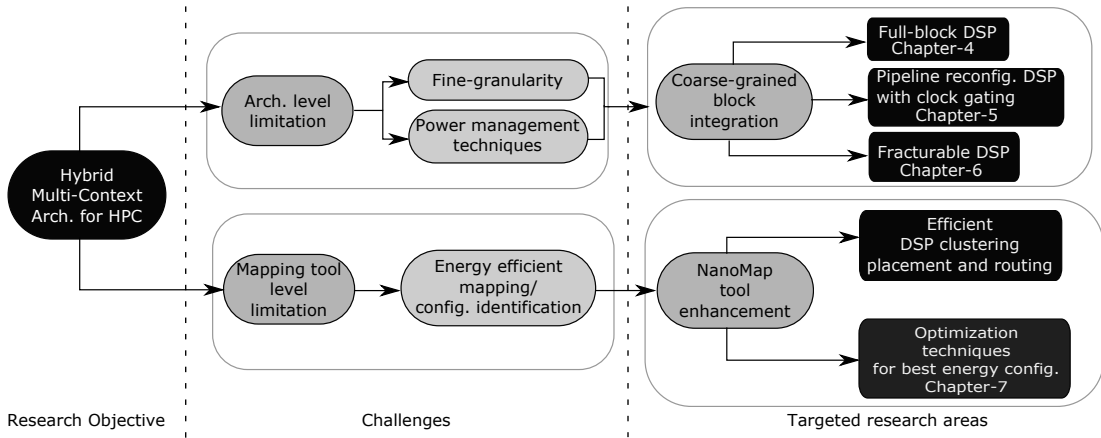 Hybrid
Multi-Context
Arch. for HPC
Arch. level
limitation
Fine-granularity
Power management
techniques
Coarse-grained
block
integration
Full-block DSP
Chapter-4
Pipeline reconfig. DSP
with clock gating
Chapter-5
Fracturable DSP
Chapter-6
Mapping tool
level
limitation
Energy efficient
mapping/
config. identification
NanoMap
tool
enhancement
Efficient
DSP clustering
placement and routing
Optimization
techniques
for best energy config.
Chapter-7
Research Objective
Challenges
Targeted research areas